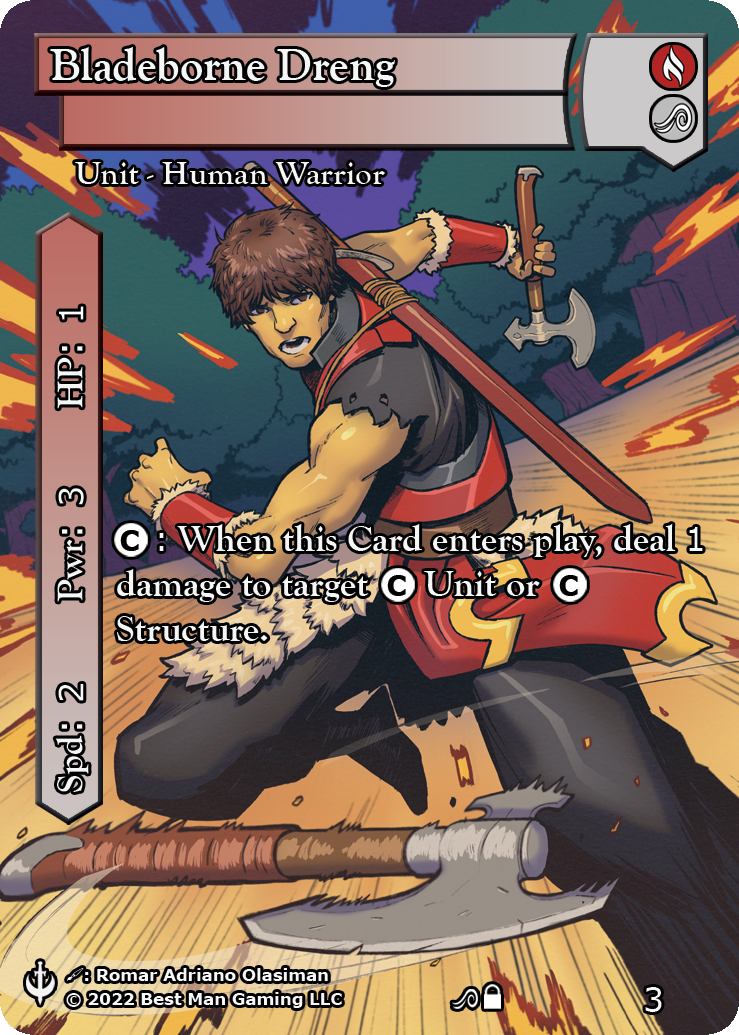 Bladeborne Dreng
Unit - Human Warrior
HP: 1
Pwr: 3
Spd: 2
C : When this Card enters play, deal 1
damage to target C Unit or C
Structure.
: Romar Adriano Olasiman
© 2022 Best Man Gaming LLC
3